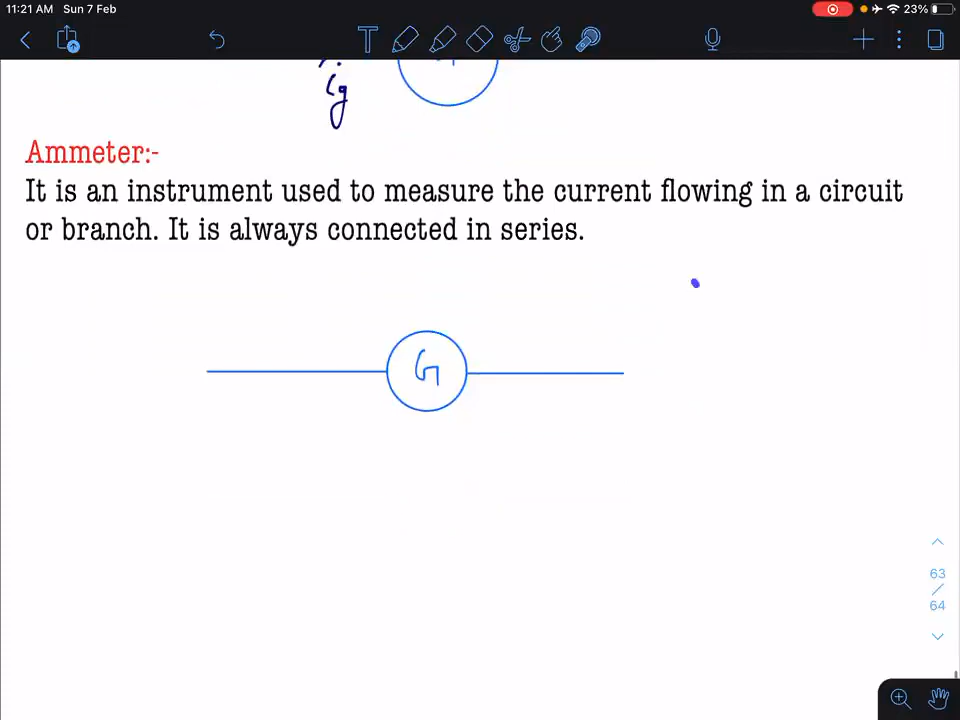 11:21 AM Sun 7 Feb
23%
T
ig
Ammeter:-
It is an instrument used to measure the current flowing in a circuit
or branch. It is always connected in series.
G
63
/
64